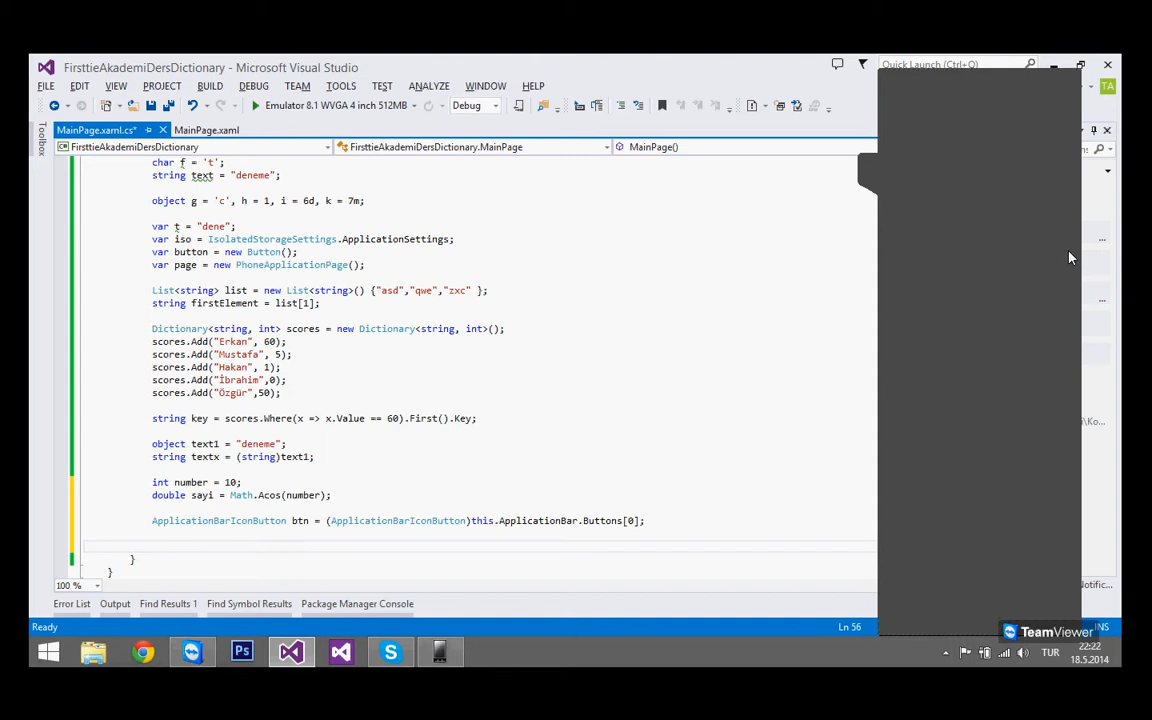 FirsttieAkademiDersDictionary - Microsoft Visual Studio
Quick Launch (Ctrl+Q)
FILE EDIT VIEW PROJECT BUILD DEBUG TEAM TOOLS TEST ANALYZE WINDOW HELP
TA
Emulator 8.1 WVGA 4 inch 512MB Debug
Toolbox
MainPage.xaml.cs* MainPage.xaml
FirsttieAkademiDersDictionary FirsttieAkademiDersDictionary.MainPage MainPage()
char f = 't';
string text = "deneme";
object g = 'c', h = 1, i = 6d, k = 7m;
var t = "dene";
var iso = IsolatedStorageSettings.ApplicationSettings;
var button = new Button();
var page = new PhoneApplicationPage();
List<string> list = new List<string>() {"asd","qwe","zxc" };
string firstElement = list[1];
Dictionary<string, int> scores = new Dictionary<string, int>();
scores.Add("Erkan", 60);
scores.Add("Mustafa", 5);
scores.Add("Hakan", 1);
scores.Add("İbrahim",0);
scores.Add("Özgür",50);
string key = scores.Where(x => x.Value == 60).First().Key;
object text1 = "deneme";
string textx = (string)text1;
int number = 10;
double sayi = Math.Acos(number);
ApplicationBarIconButton btn = (ApplicationBarIconButton)this.ApplicationBar.Buttons[0];
}
}
100 %
Error List Output Find Results 1 Find Symbol Results Package Manager Console
Ready Ln 56 INS
TeamViewer
Ps
TUR
22:22
18.5.2014